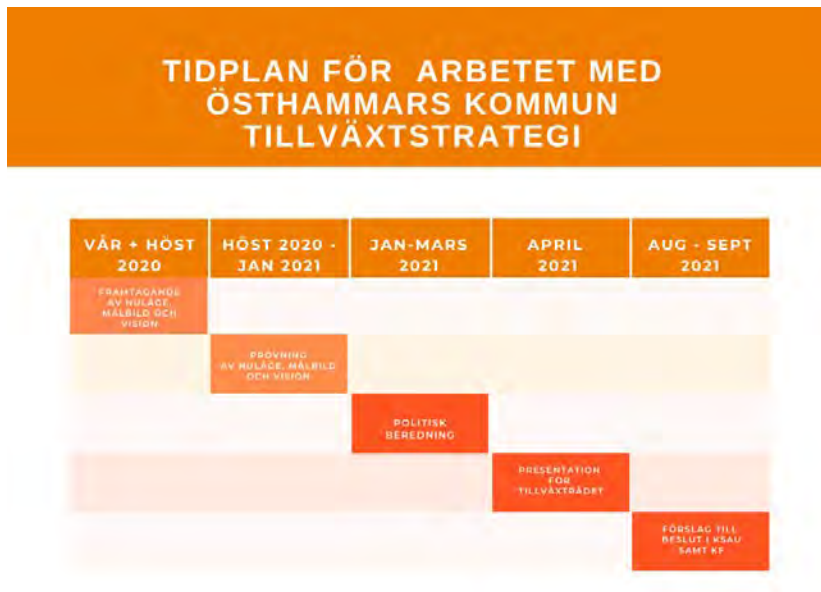 TIDPLAN FÖR ARBETET MED
ÖSTHAMMARS KOMMUN
TILLVÄXTSTRATEGI
VÅR + HÖST
2020
HÖST 2020 -
JAN 2021
JAN-MARS
2021
APRIL
2021
AUG - SEPT
2021
FRAMTAGANDE
AV NULÄGE,
MÅLBILD OCH
VISION
PRÖVNING
AV NULÄGE, MÅLBILD
OCH VISION
POLITISK
BEREDNING
PRESENTATION
FÖR
TILLVÄXTRÅDET
FÖRSLAG TILL
BESLUT I KSAU
SAMT KF